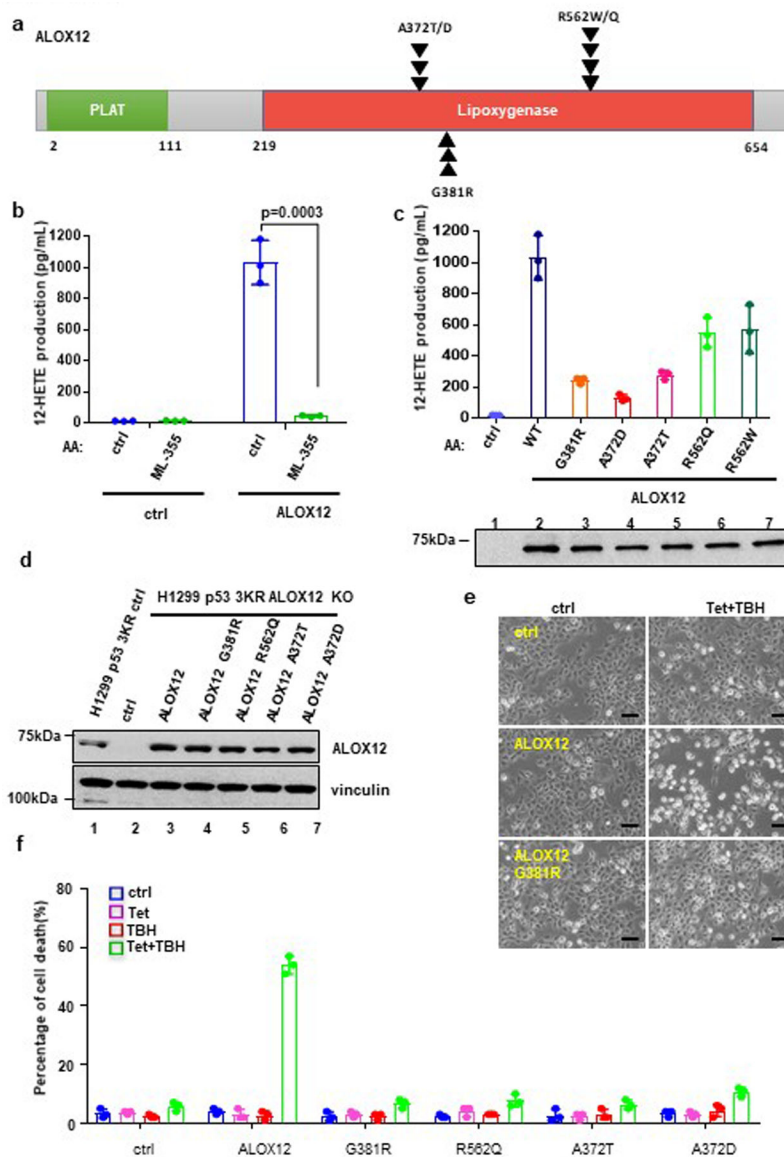 a
ALOX12
A372T/D
R562W/Q
PLAT
Lipoxygenase
2
111
219
654
G381R
b
p=0.0003
12-HETE production (pg/mL)
1200
1000
800
600
400
200
0
AA:
ctrl
ML-355
ctrl
ML-355
ctrl
ALOX12
c
12-HETE production (pg/mL)
1200
1000
800
600
400
200
0
AA:
ctrl
WT
G381R
A372D
A372T
R562Q
R562W
ALOX12
1 2 3 4 5 6 7
75kDa
d
H1299 p53 3KR ALOX12 KO
H1299 p53 3KR ctrl
ctrl
ALOX12
ALOX12 G381R
ALOX12 R562Q
ALOX12 A372T
ALOX12 A372D
75kDa
ALOX12
vinculin
100kDa
1 2 3 4 5 6 7
e
ctrl
Tet+TBH
ctrl
ALOX12
ALOX12
G381R
f
Percentage of cell death(%)
80
60
40
20
0
ctrl
Tet
TBH
Tet+TBH
ctrl
ALOX12
G381R
R562Q
A372T
A372D